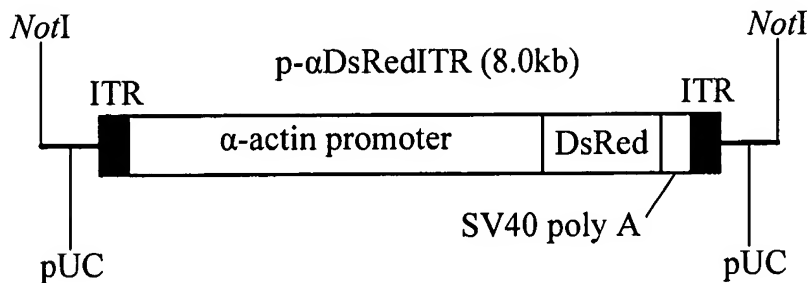 NotI
NotI
p-αDsRedITR (8.0kb)
ITR
ITR
α-actin promoter
DsRed
SV40 poly A
pUC
pUC